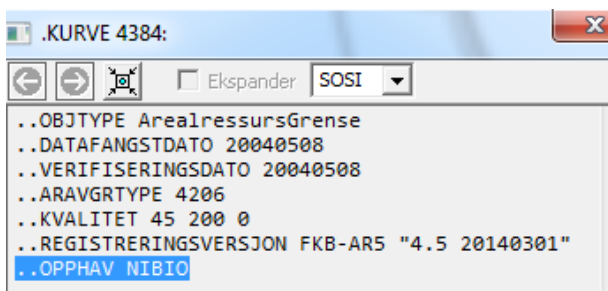 .KURVE 4384:
Ekspander SOSI
..OBJTYPE ArealressursGrense
..DATAFANGSTDATO 20040508
..VERIFISERINGSDATO 20040508
..ARAVGRTYPE 4206
..KVALITET 45 200 0
..REGISTRERINGSVERSJON FKB-AR5 "4.5 20140301"
..OPPHAV NIBIO